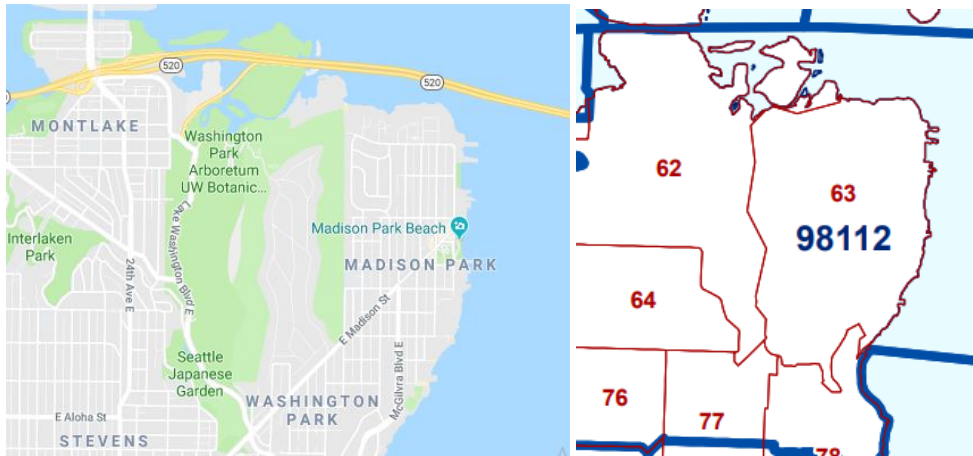 520
520
MONTLAKE
Washington
Park
Arboretum
UW Botanic...
Lake Washington Blvd E
Interlaken
Park
24th Ave E
Madison Park Beach
MADISON PARK
E Madison St
McGilvra Blvd E
Seattle
Japanese
Garden
WASHINGTON
PARK
E Aloha St
STEVENS
62
63
98112
64
76
77
78